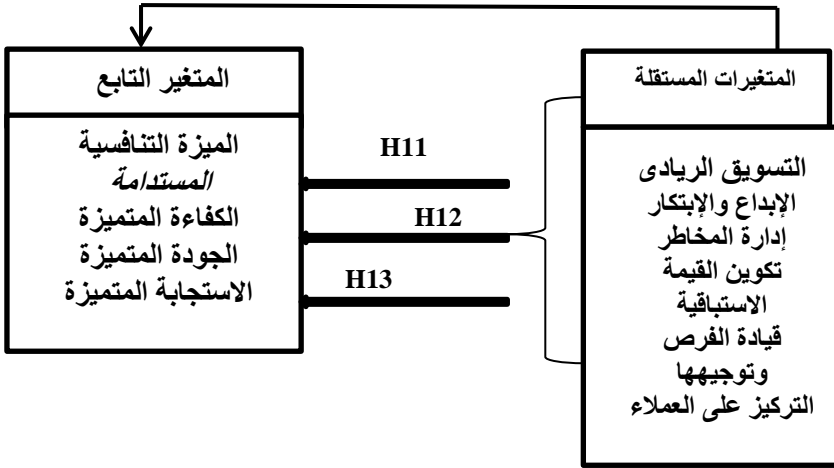 المتغيرات المستقلة
التسويق الريادى
الإبداع والإبتكار
إدارة المخاطر
تكوين القيمة
الاستباقية
قيادة الفرص
وتوجيهها
التركيز على العملاء
H11
H12
H13
المتغير التابع
الميزة التنافسية
المستدامة
الكفاءة المتميزة
الجودة المتميزة
الاستجابة المتميزة